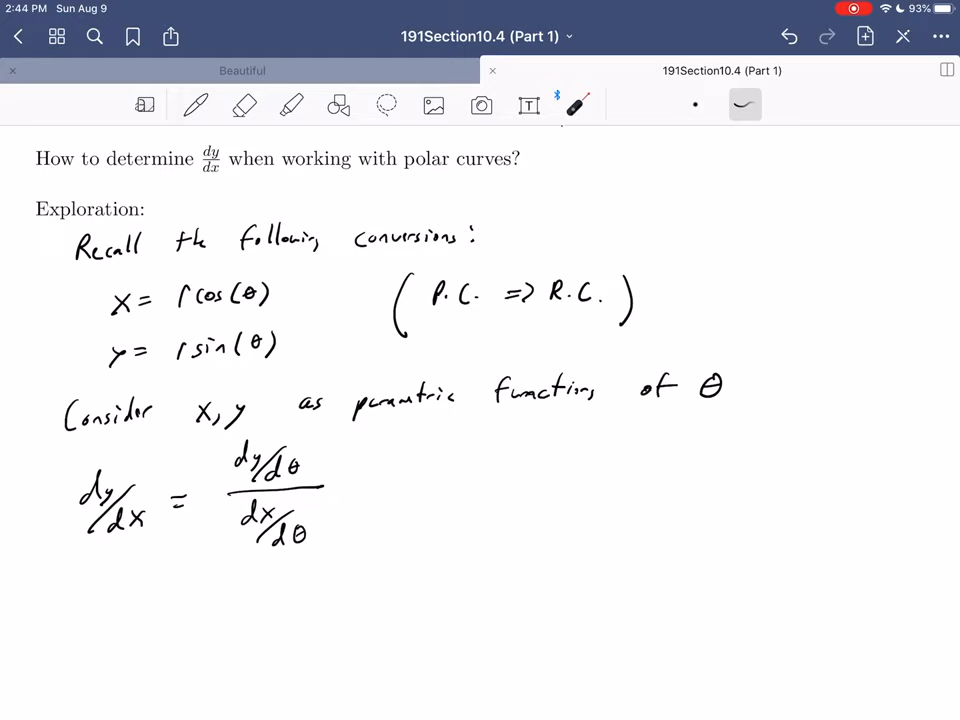 2:44 PM Sun Aug 9 93%
191Section10.4 (Part 1)
Beautiful 191Section10.4 (Part 1)
T
How to determine dy/dx when working with polar curves?
Exploration:
Recall the following conversions:
x = r cos(θ) (P.C. => R.C.)
y = r sin(θ)
Consider x, y as parametric functions of θ
dy/dx = (dy/dθ)/(dx/dθ)